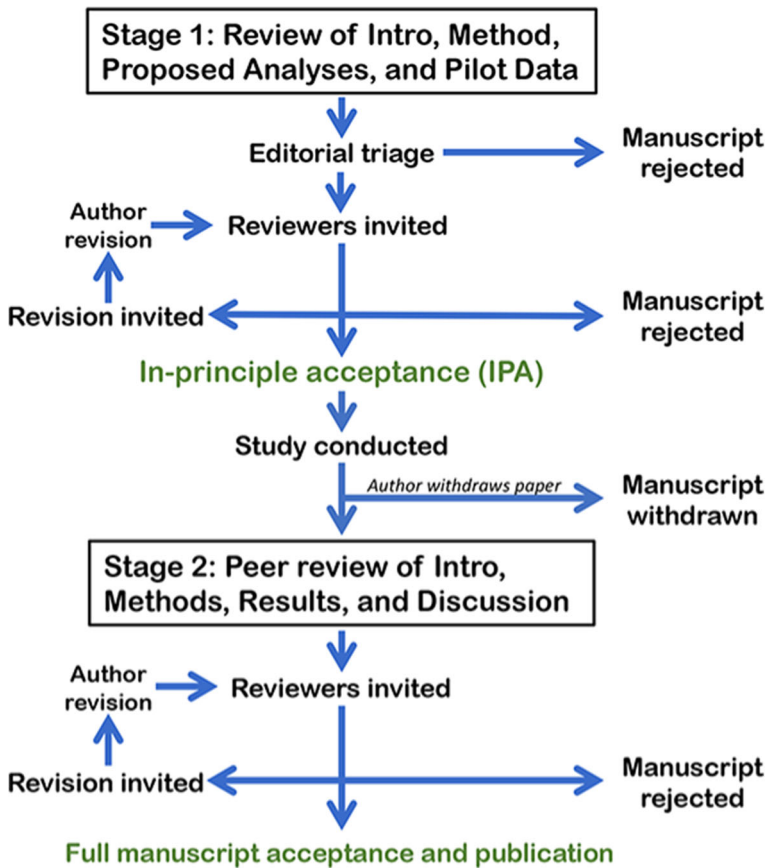 Stage 1: Review of Intro, Method,
Proposed Analyses, and Pilot Data
Editorial triage
Manuscript
rejected
Author
revision
Reviewers invited
Revision invited
Manuscript
rejected
In-principle acceptance (IPA)
Study conducted
Author withdraws paper
Manuscript
withdrawn
Stage 2: Peer review of Intro,
Methods, Results, and Discussion
Author
revision
Reviewers invited
Revision invited
Manuscript
rejected
Full manuscript acceptance and publication